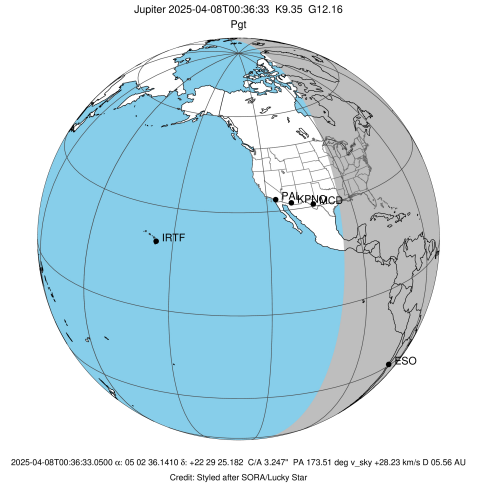 Jupiter 2025-04-08T00:36:33 K9.35 G12.16
Pgt
PAL
KPNO
MCD
IRTF
ESO
2025-04-08T00:36:33.0500 α: 05 02 36.1410 δ: +22 29 25.182 C/A 3.247" PA 173.51 deg v_sky +28.23 km/s D 05.56 AU
Credit: Styled after SORA/Lucky Star